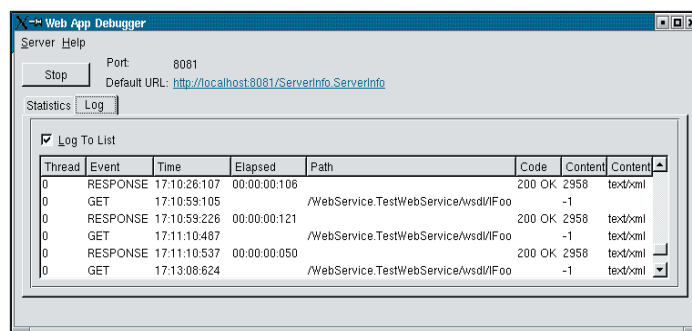 Web App Debugger
Server Help
Stop
Port: 8081
Default URL: http://localhost:8081/ServerInfo.ServerInfo
Statistics Log
Log To List
Thread Event Time Elapsed Path Code Content Content
0 RESPONSE 17:10:26:107 00:00:00:106 200 OK 2958 text/xml
0 GET 17:10:59:105 /WebService.TestWebService/wsdl/IFoo -1
0 RESPONSE 17:10:59:226 00:00:00:121 200 OK 2958 text/xml
0 GET 17:11:10:487 /WebService.TestWebService/wsdl/IFoo -1
0 RESPONSE 17:11:10:537 00:00:00:050 200 OK 2958 text/xml
0 GET 17:13:08:624 /WebService.TestWebService/wsdl/IFoo -1